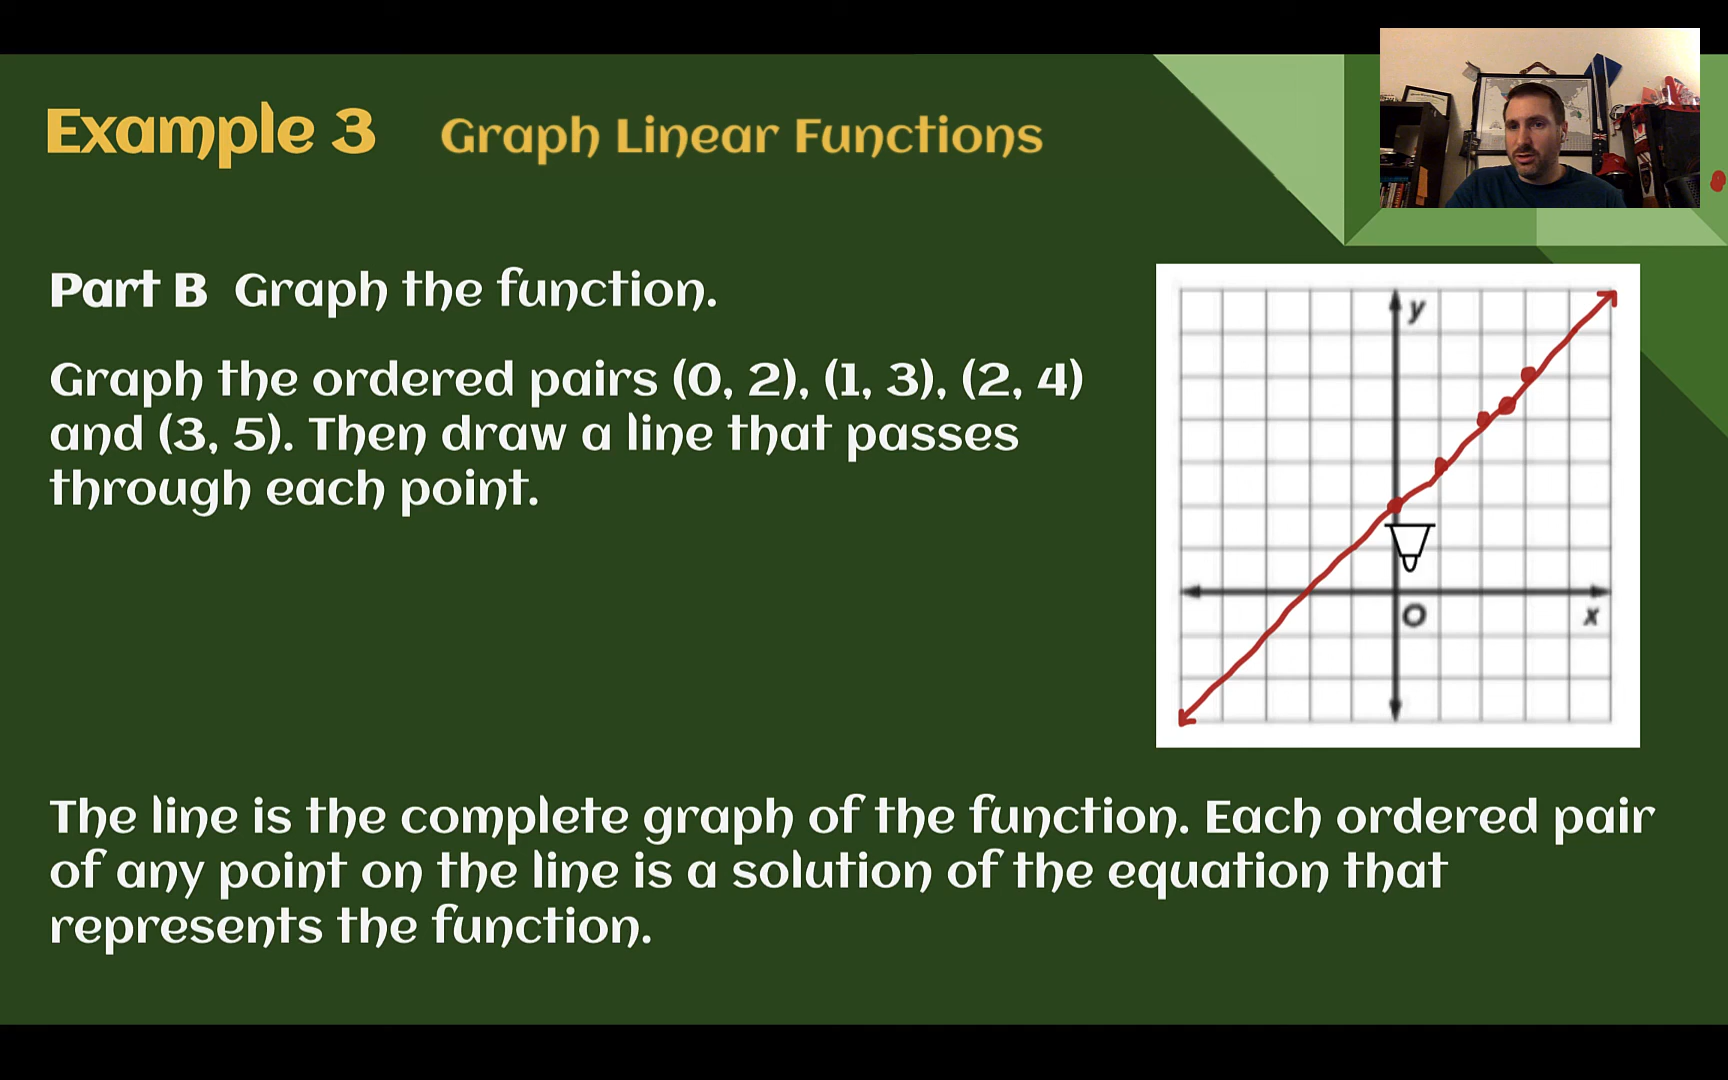 Example 3 Graph Linear Functions
Part B Graph the function.
Graph the ordered pairs (0, 2), (1, 3), (2, 4)
and (3, 5). Then draw a line that passes
through each point.
y
O
x
The line is the complete graph of the function. Each ordered pair
of any point on the line is a solution of the equation that
represents the function.